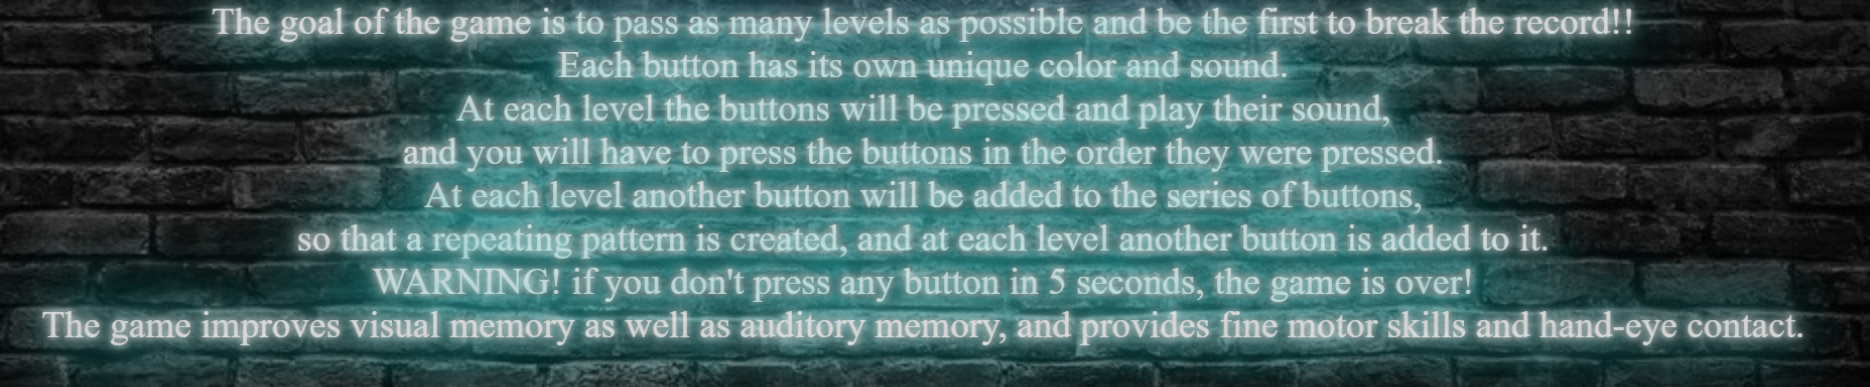 The goal of the game is to pass as many levels as possible and be the first to break the record!!
Each button has its own unique color and sound.
At each level the buttons will be pressed and play their sound,
and you will have to press the buttons in the order they were pressed.
At each level another button will be added to the series of buttons,
so that a repeating pattern is created, and at each level another button is added to it.
WARNING! if you don't press any button in 5 seconds, the game is over!
The game improves visual memory as well as auditory memory, and provides fine motor skills and hand-eye contact.